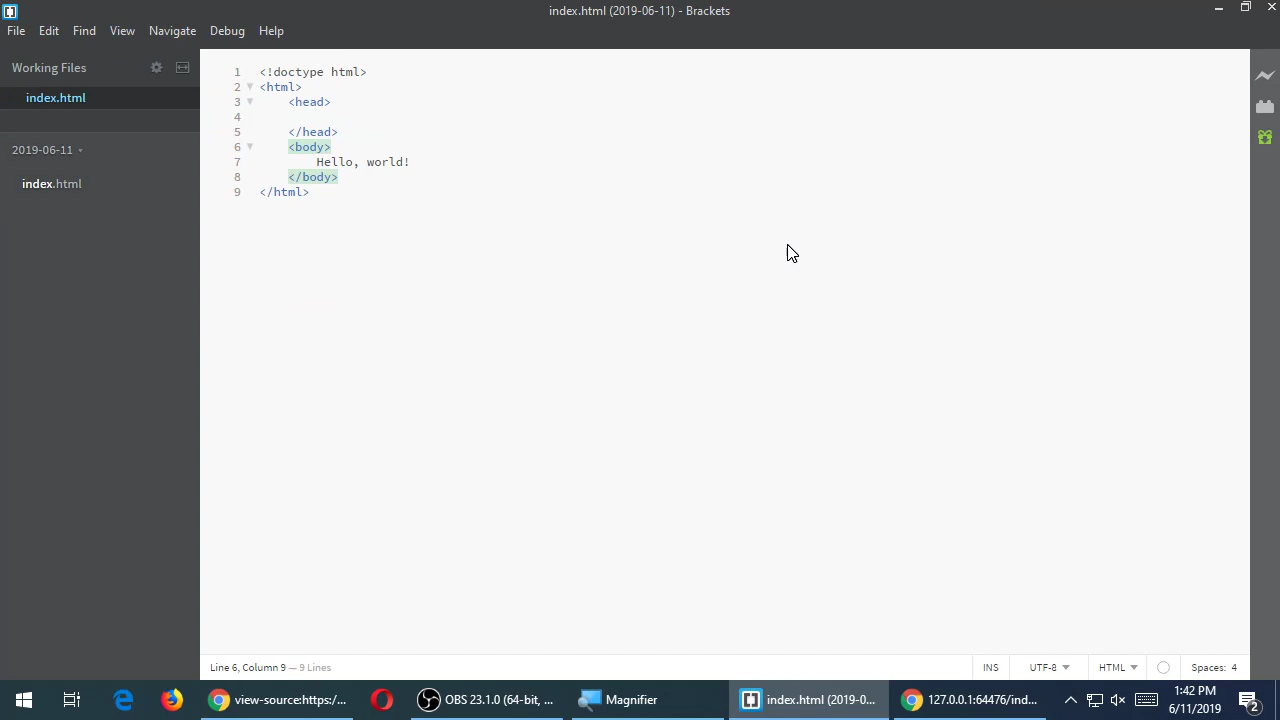 index.html (2019-06-11) - Brackets
File Edit Find View Navigate Debug Help
Working Files
index.html
2019-06-11
index.html
1 <!doctype html>
2 <html>
3 <head>
4
5 </head>
6 <body>
7 Hello, world!
8 </body>
9 </html>
Line 6, Column 9 — 9 Lines
INS UTF-8 HTML Spaces: 4
view-source:https:/... OBS 23.1.0 (64-bit, ... Magnifier index.html (2019-0... 127.0.0.1:64476/ind...
1:42 PM
6/11/2019
2